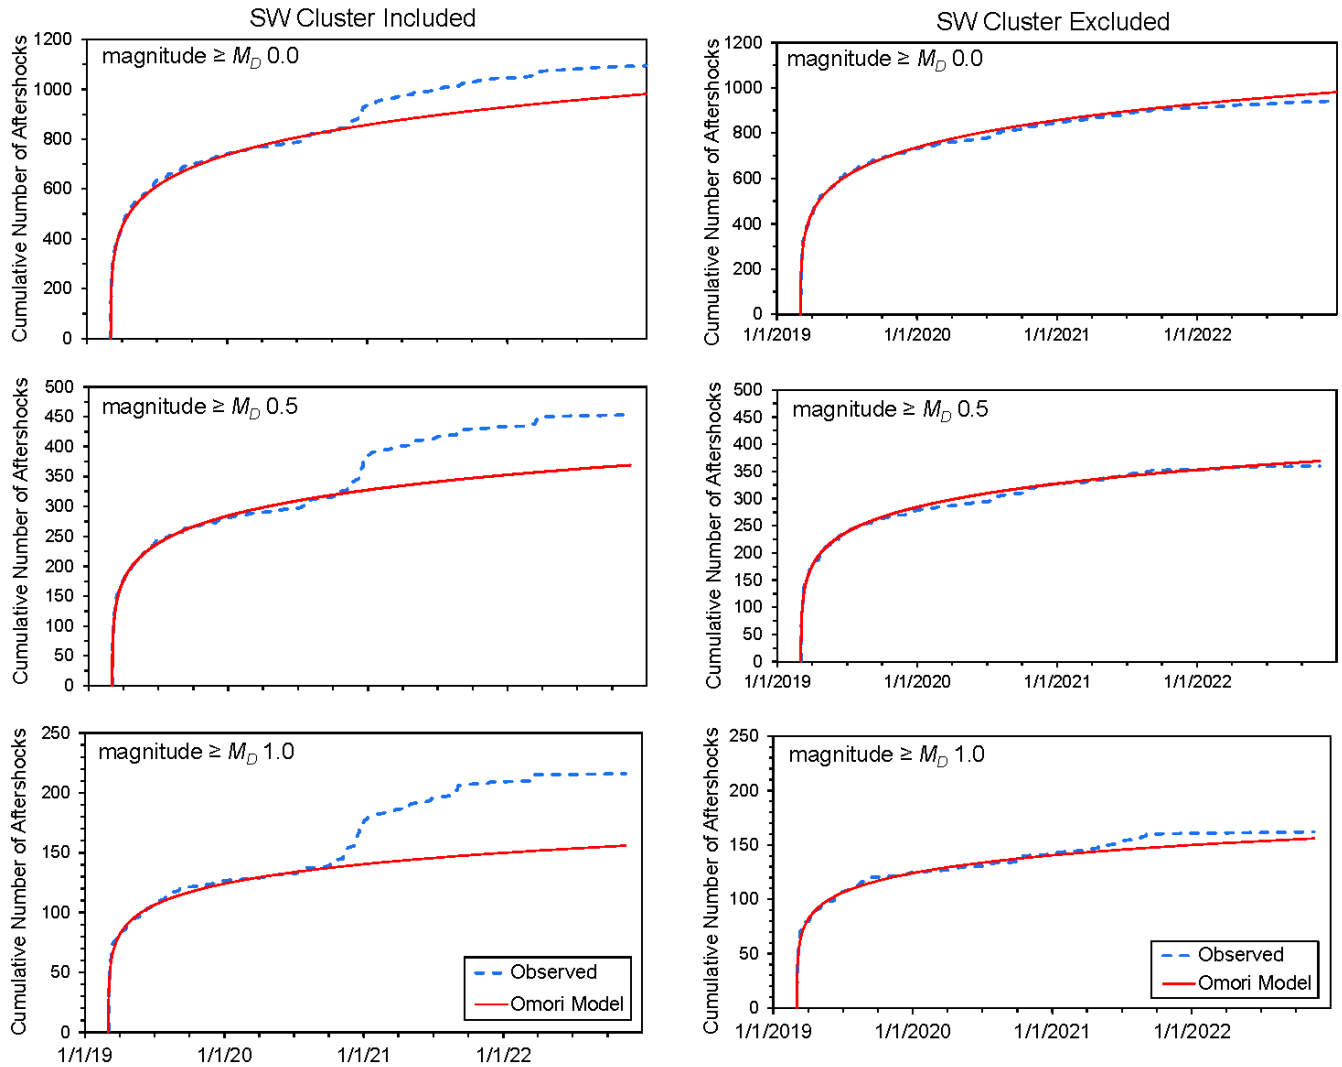 SW Cluster Included
Cumulative Number of Aftershocks
magnitude ≥ M_D 0.0
1200
1000
800
600
400
200
0
Cumulative Number of Aftershocks
magnitude ≥ M_D 0.5
500
450
400
350
300
250
200
150
100
50
0
Cumulative Number of Aftershocks
magnitude ≥ M_D 1.0
250
200
150
100
50
0
Observed
Omori Model
1/1/19 1/1/20 1/1/21 1/1/22
SW Cluster Excluded
Cumulative Number of Aftershocks
magnitude ≥ M_D 0.0
1200
1000
800
600
400
200
0
1/1/2019 1/1/2020 1/1/2021 1/1/2022
Cumulative Number of Aftershocks
magnitude ≥ M_D 0.5
500
450
400
350
300
250
200
150
100
50
0
1/1/2019 1/1/2020 1/1/2021 1/1/2022
Cumulative Number of Aftershocks
magnitude ≥ M_D 1.0
250
200
150
100
50
0
Observed
Omori Model
1/1/2019 1/1/2020 1/1/2021 1/1/2022